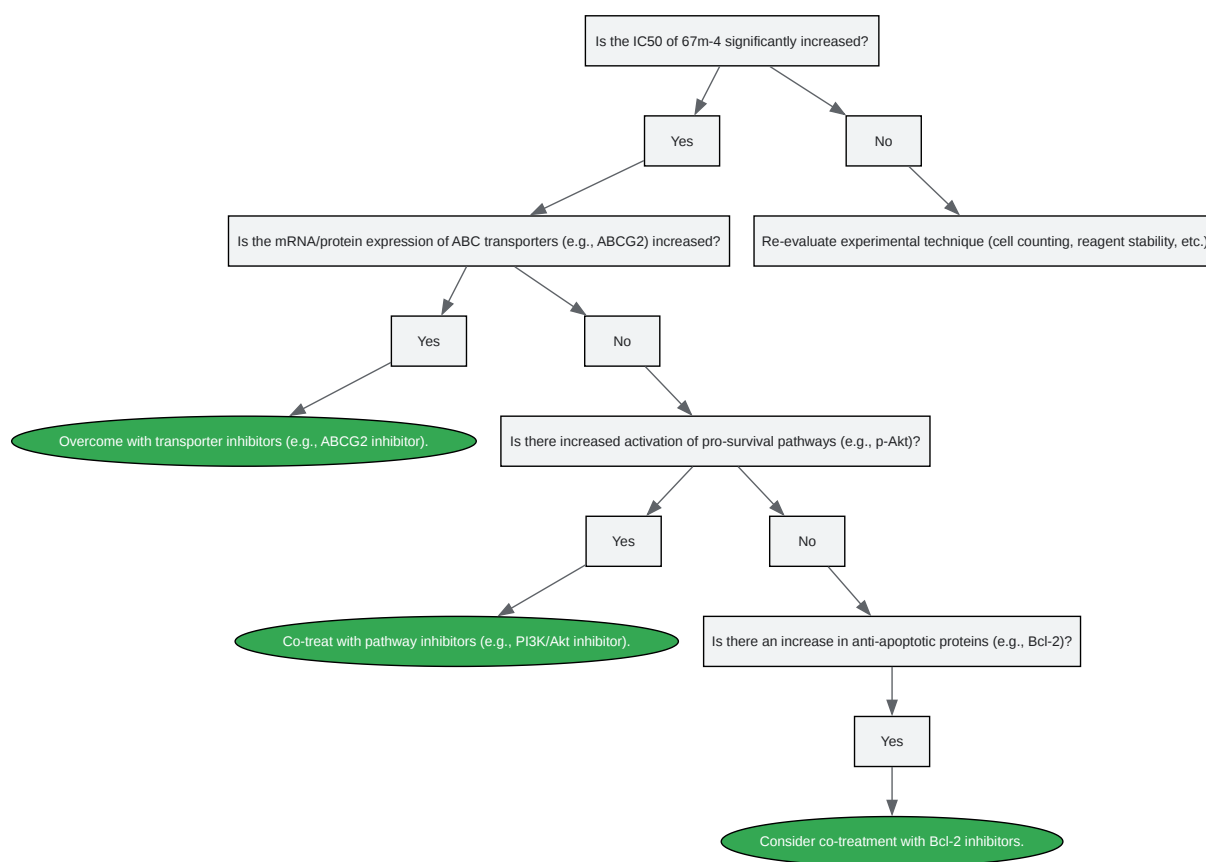 Is the IC50 of 67m-4 significantly increased?
Yes
No
Is the mRNA/protein expression of ABC transporters (e.g., ABCG2) increased?
Re-evaluate experimental technique (cell counting, reagent stability, etc.)
Yes
No
Overcome with transporter inhibitors (e.g., ABCG2 inhibitor).
Is there increased activation of pro-survival pathways (e.g., p-Akt)?
Yes
No
Co-treat with pathway inhibitors (e.g., PI3K/Akt inhibitor).
Is there an increase in anti-apoptotic proteins (e.g., Bcl-2)?
Yes
Consider co-treatment with Bcl-2 inhibitors.